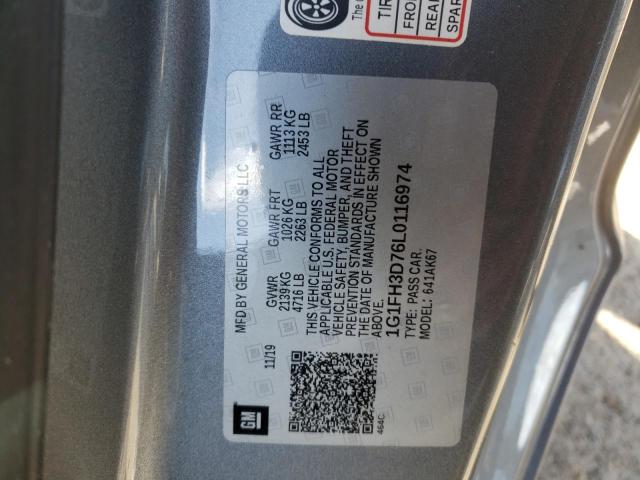 The
TIR
FRO
REAR
SPAR
MFD BY GENERAL MOTORS LLC
11/19 GVWR GAWR FRT GAWR RR
2139 KG 1026 KG 1113 KG
4716 LB 2263 LB 2453 LB
THIS VEHICLE CONFORMS TO ALL
APPLICABLE U.S. FEDERAL MOTOR
VEHICLE SAFETY, BUMPER, AND THEFT
PREVENTION STANDARDS IN EFFECT ON
THE DATE OF MANUFACTURE SHOWN
ABOVE.
1G1FH3D76L0116974
TYPE: PASS CAR.
MODEL: 641AK67
GM
464C